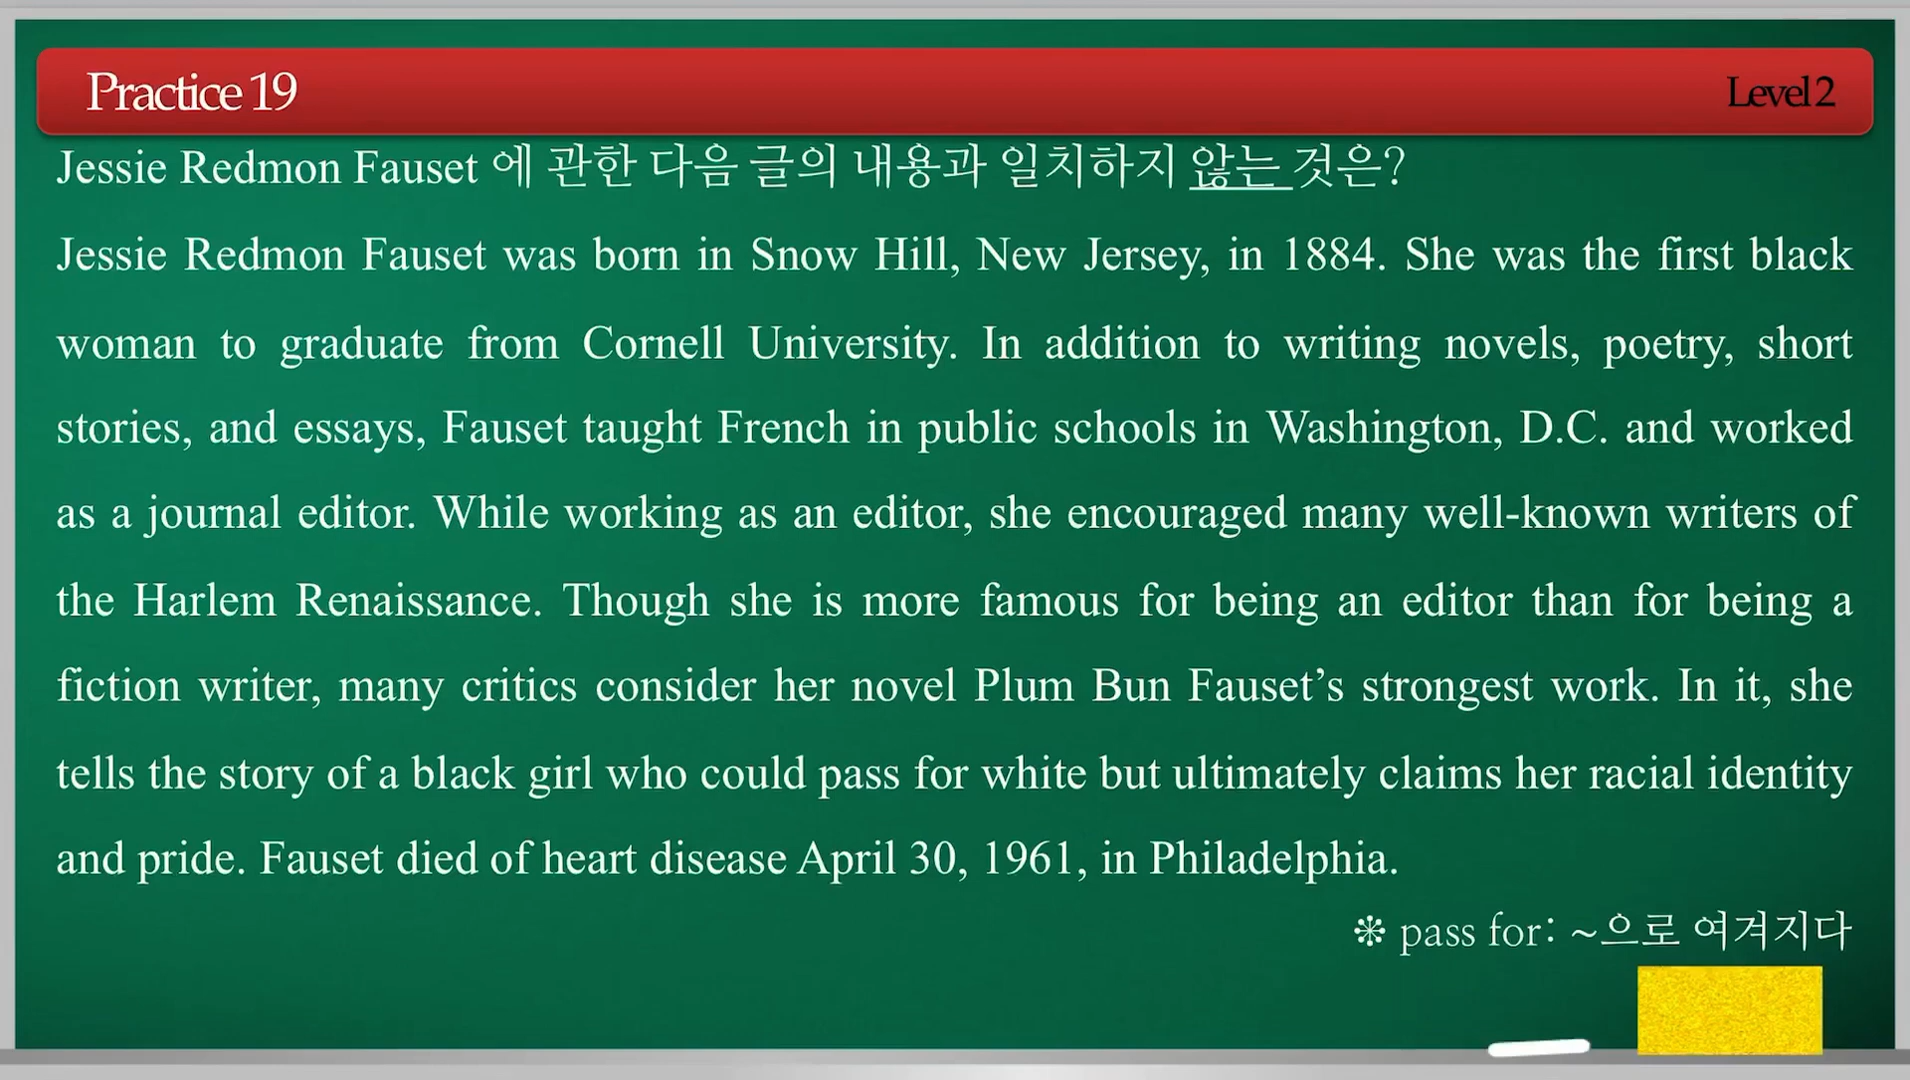 Practice 19
Level 2
Jessie Redmon Fauset 에 관한 다음 글의 내용과 일치하지 않는 것은?
Jessie Redmon Fauset was born in Snow Hill, New Jersey, in 1884. She was the first black
woman to graduate from Cornell University. In addition to writing novels, poetry, short
stories, and essays, Fauset taught French in public schools in Washington, D.C. and worked
as a journal editor. While working as an editor, she encouraged many well-known writers of
the Harlem Renaissance. Though she is more famous for being an editor than for being a
fiction writer, many critics consider her novel Plum Bun Fauset’s strongest work. In it, she
tells the story of a black girl who could pass for white but ultimately claims her racial identity
and pride. Fauset died of heart disease April 30, 1961, in Philadelphia.
❉ pass for: ~으로 여겨지다